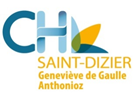 CH
SAINT-DIZIER
Geneviève de Gaulle
Anthonioz